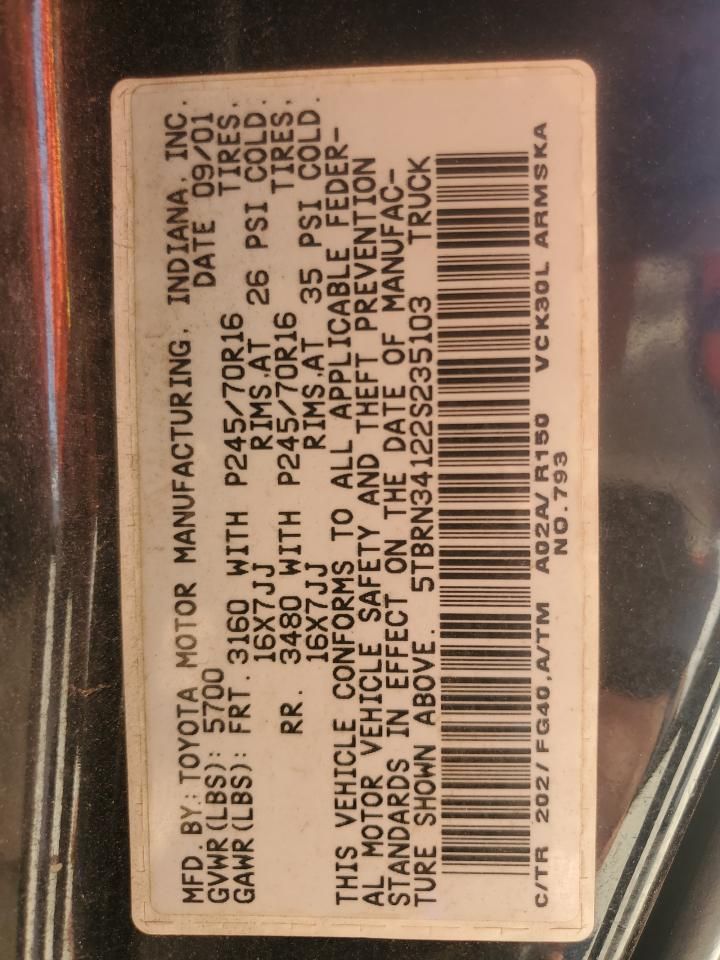 MFD. BY: TOYOTA MOTOR MANUFACTURING, INDIANA, INC.
GVWR(LBS): 5700 DATE 09/01
GAWR(LBS): FRT. 3160 WITH P245/70R16 TIRES,
16X7JJ RIMS.AT 26 PSI COLD.
RR. 3480 WITH P245/70R16 TIRES,
16X7JJ RIMS.AT 35 PSI COLD.
THIS VEHICLE CONFORMS TO ALL APPLICABLE FEDER-
AL MOTOR VEHICLE SAFETY AND THEFT PREVENTION
STANDARDS IN EFFECT ON THE DATE OF MANUFAC-
TURE SHOWN ABOVE. 5TBRN34122S235103 TRUCK
C/TR 202/FG40,A/TM A02A/R150 VCK30L ARMSKA
NO.793